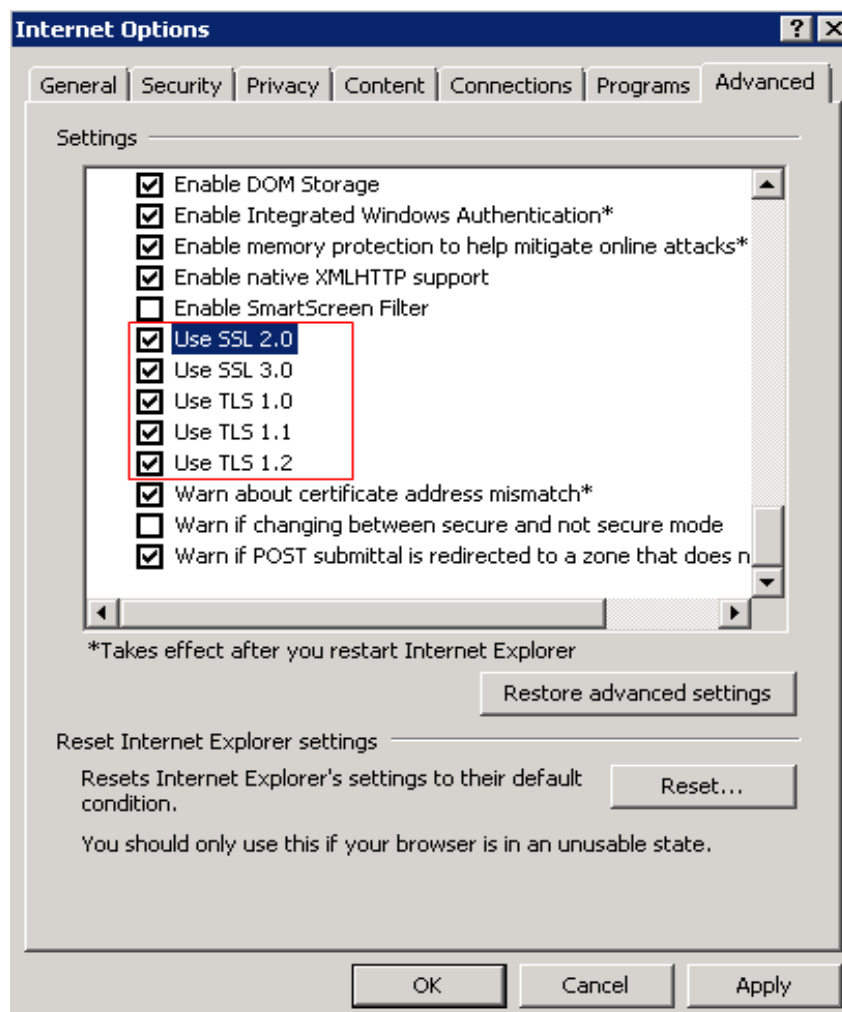 Internet Options
General Security Privacy Content Connections Programs Advanced
Settings
Enable DOM Storage
Enable Integrated Windows Authentication*
Enable memory protection to help mitigate online attacks*
Enable native XMLHTTP support
Enable SmartScreen Filter
Use SSL 2.0
Use SSL 3.0
Use TLS 1.0
Use TLS 1.1
Use TLS 1.2
Warn about certificate address mismatch*
Warn if changing between secure and not secure mode
Warn if POST submittal is redirected to a zone that does n
*Takes effect after you restart Internet Explorer
Restore advanced settings
Reset Internet Explorer settings
Resets Internet Explorer's settings to their default
condition.
Reset...
You should only use this if your browser is in an unusable state.
OK Cancel Apply